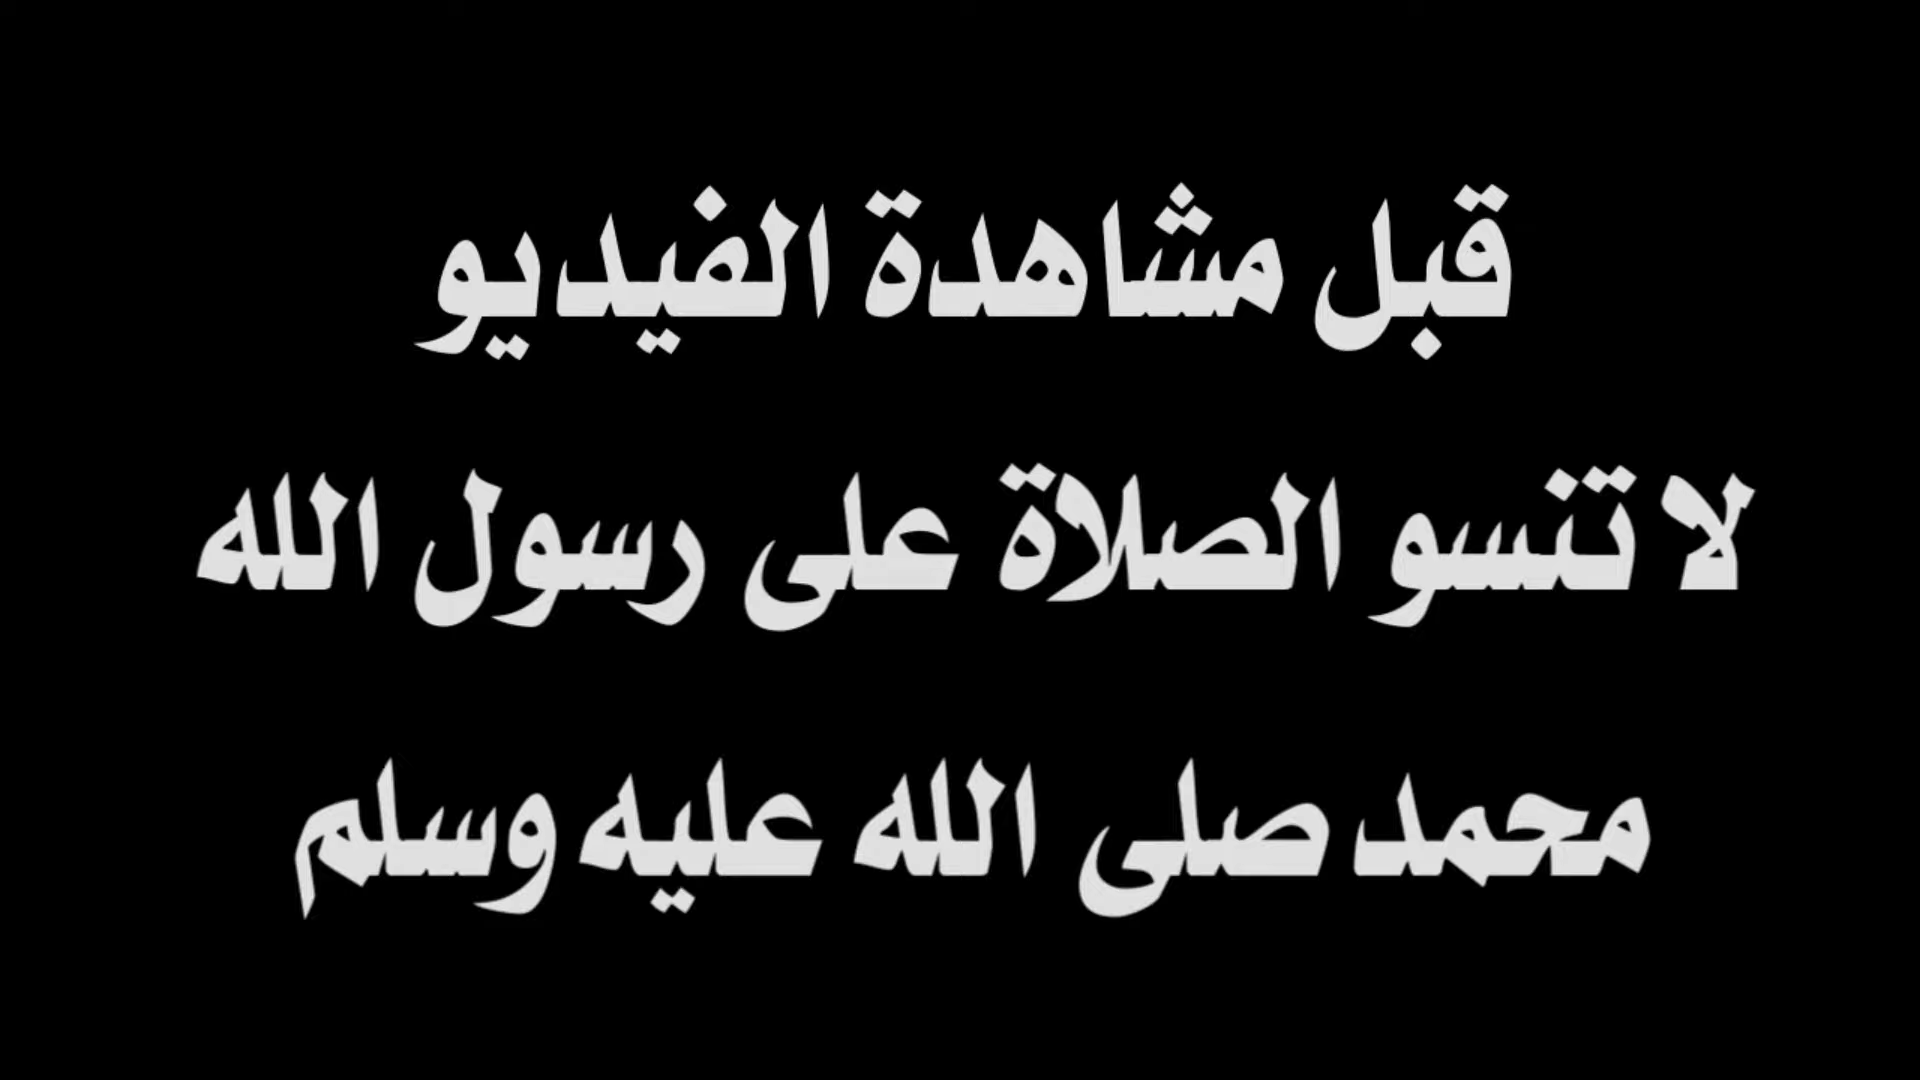 قبل مشاهدة الفيديو
لا تنسو الصلاة على رسول الله
محمد صلى الله عليه وسلم